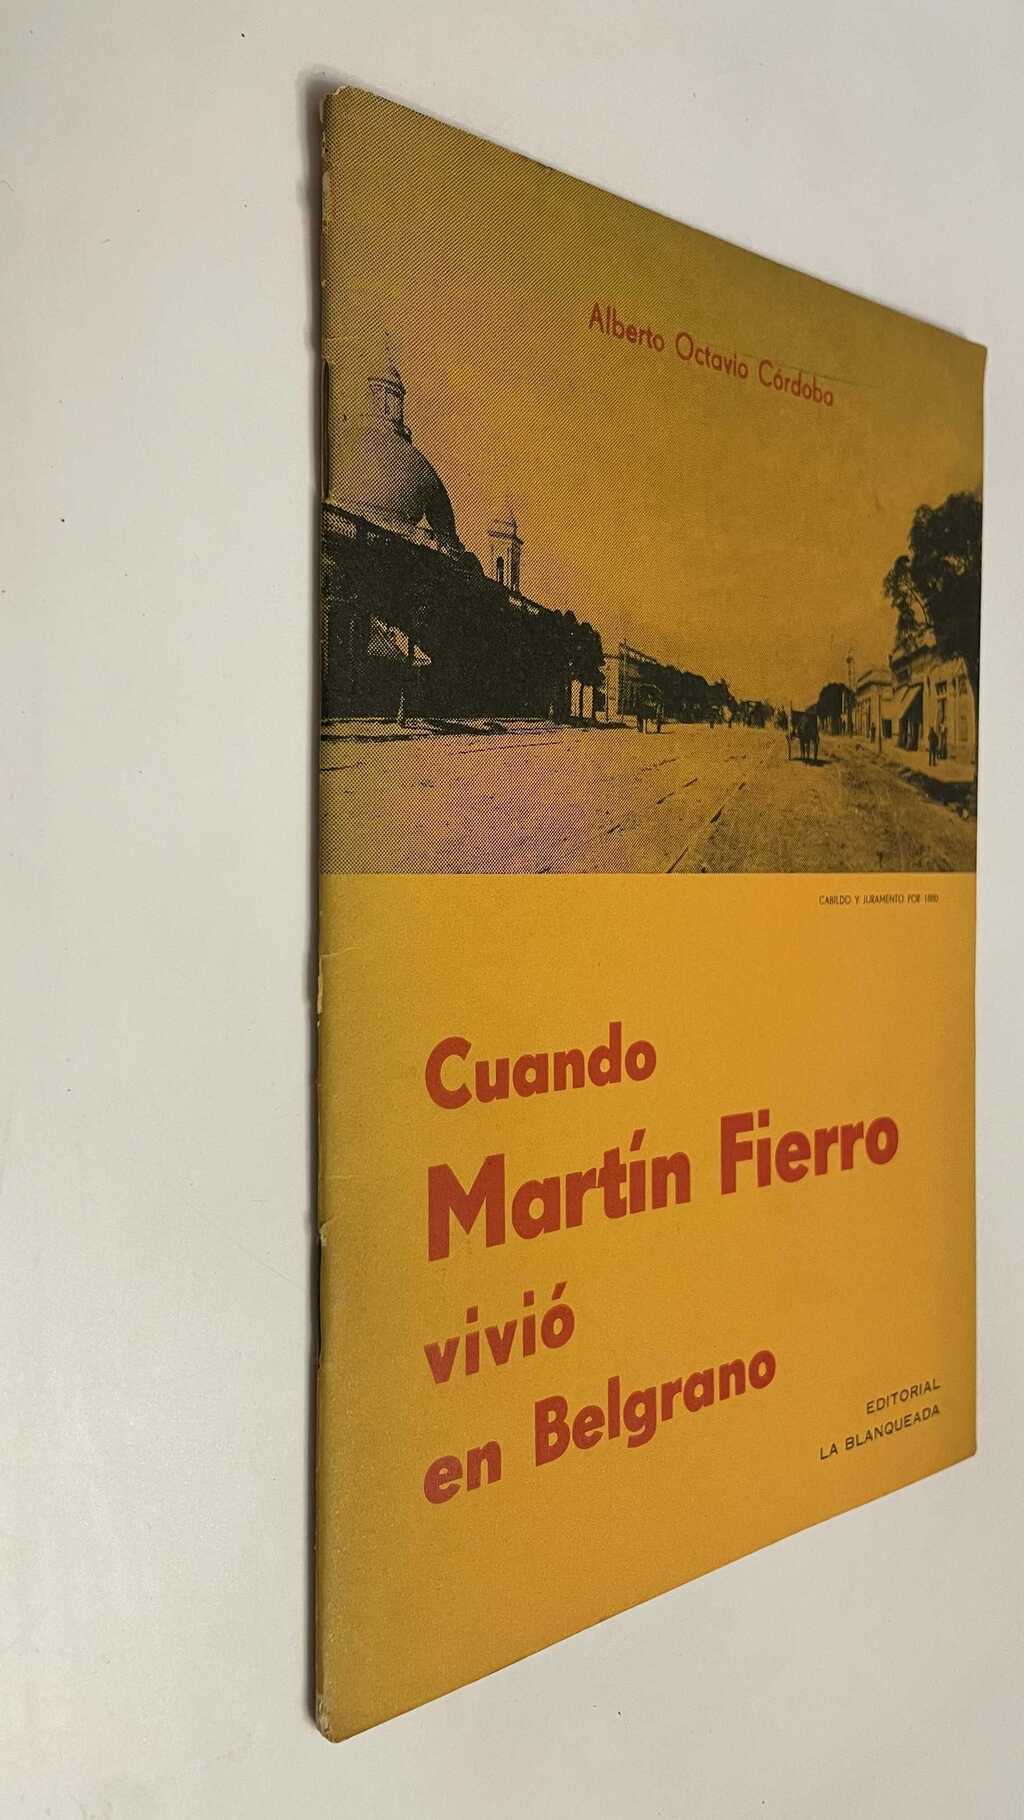 Alberto Octavio Córdoba
CABILDO Y JURAMENTO POR 1880
Cuando
Martín Fierro
vivió
en Belgrano
EDITORIAL
LA BLANQUEADA